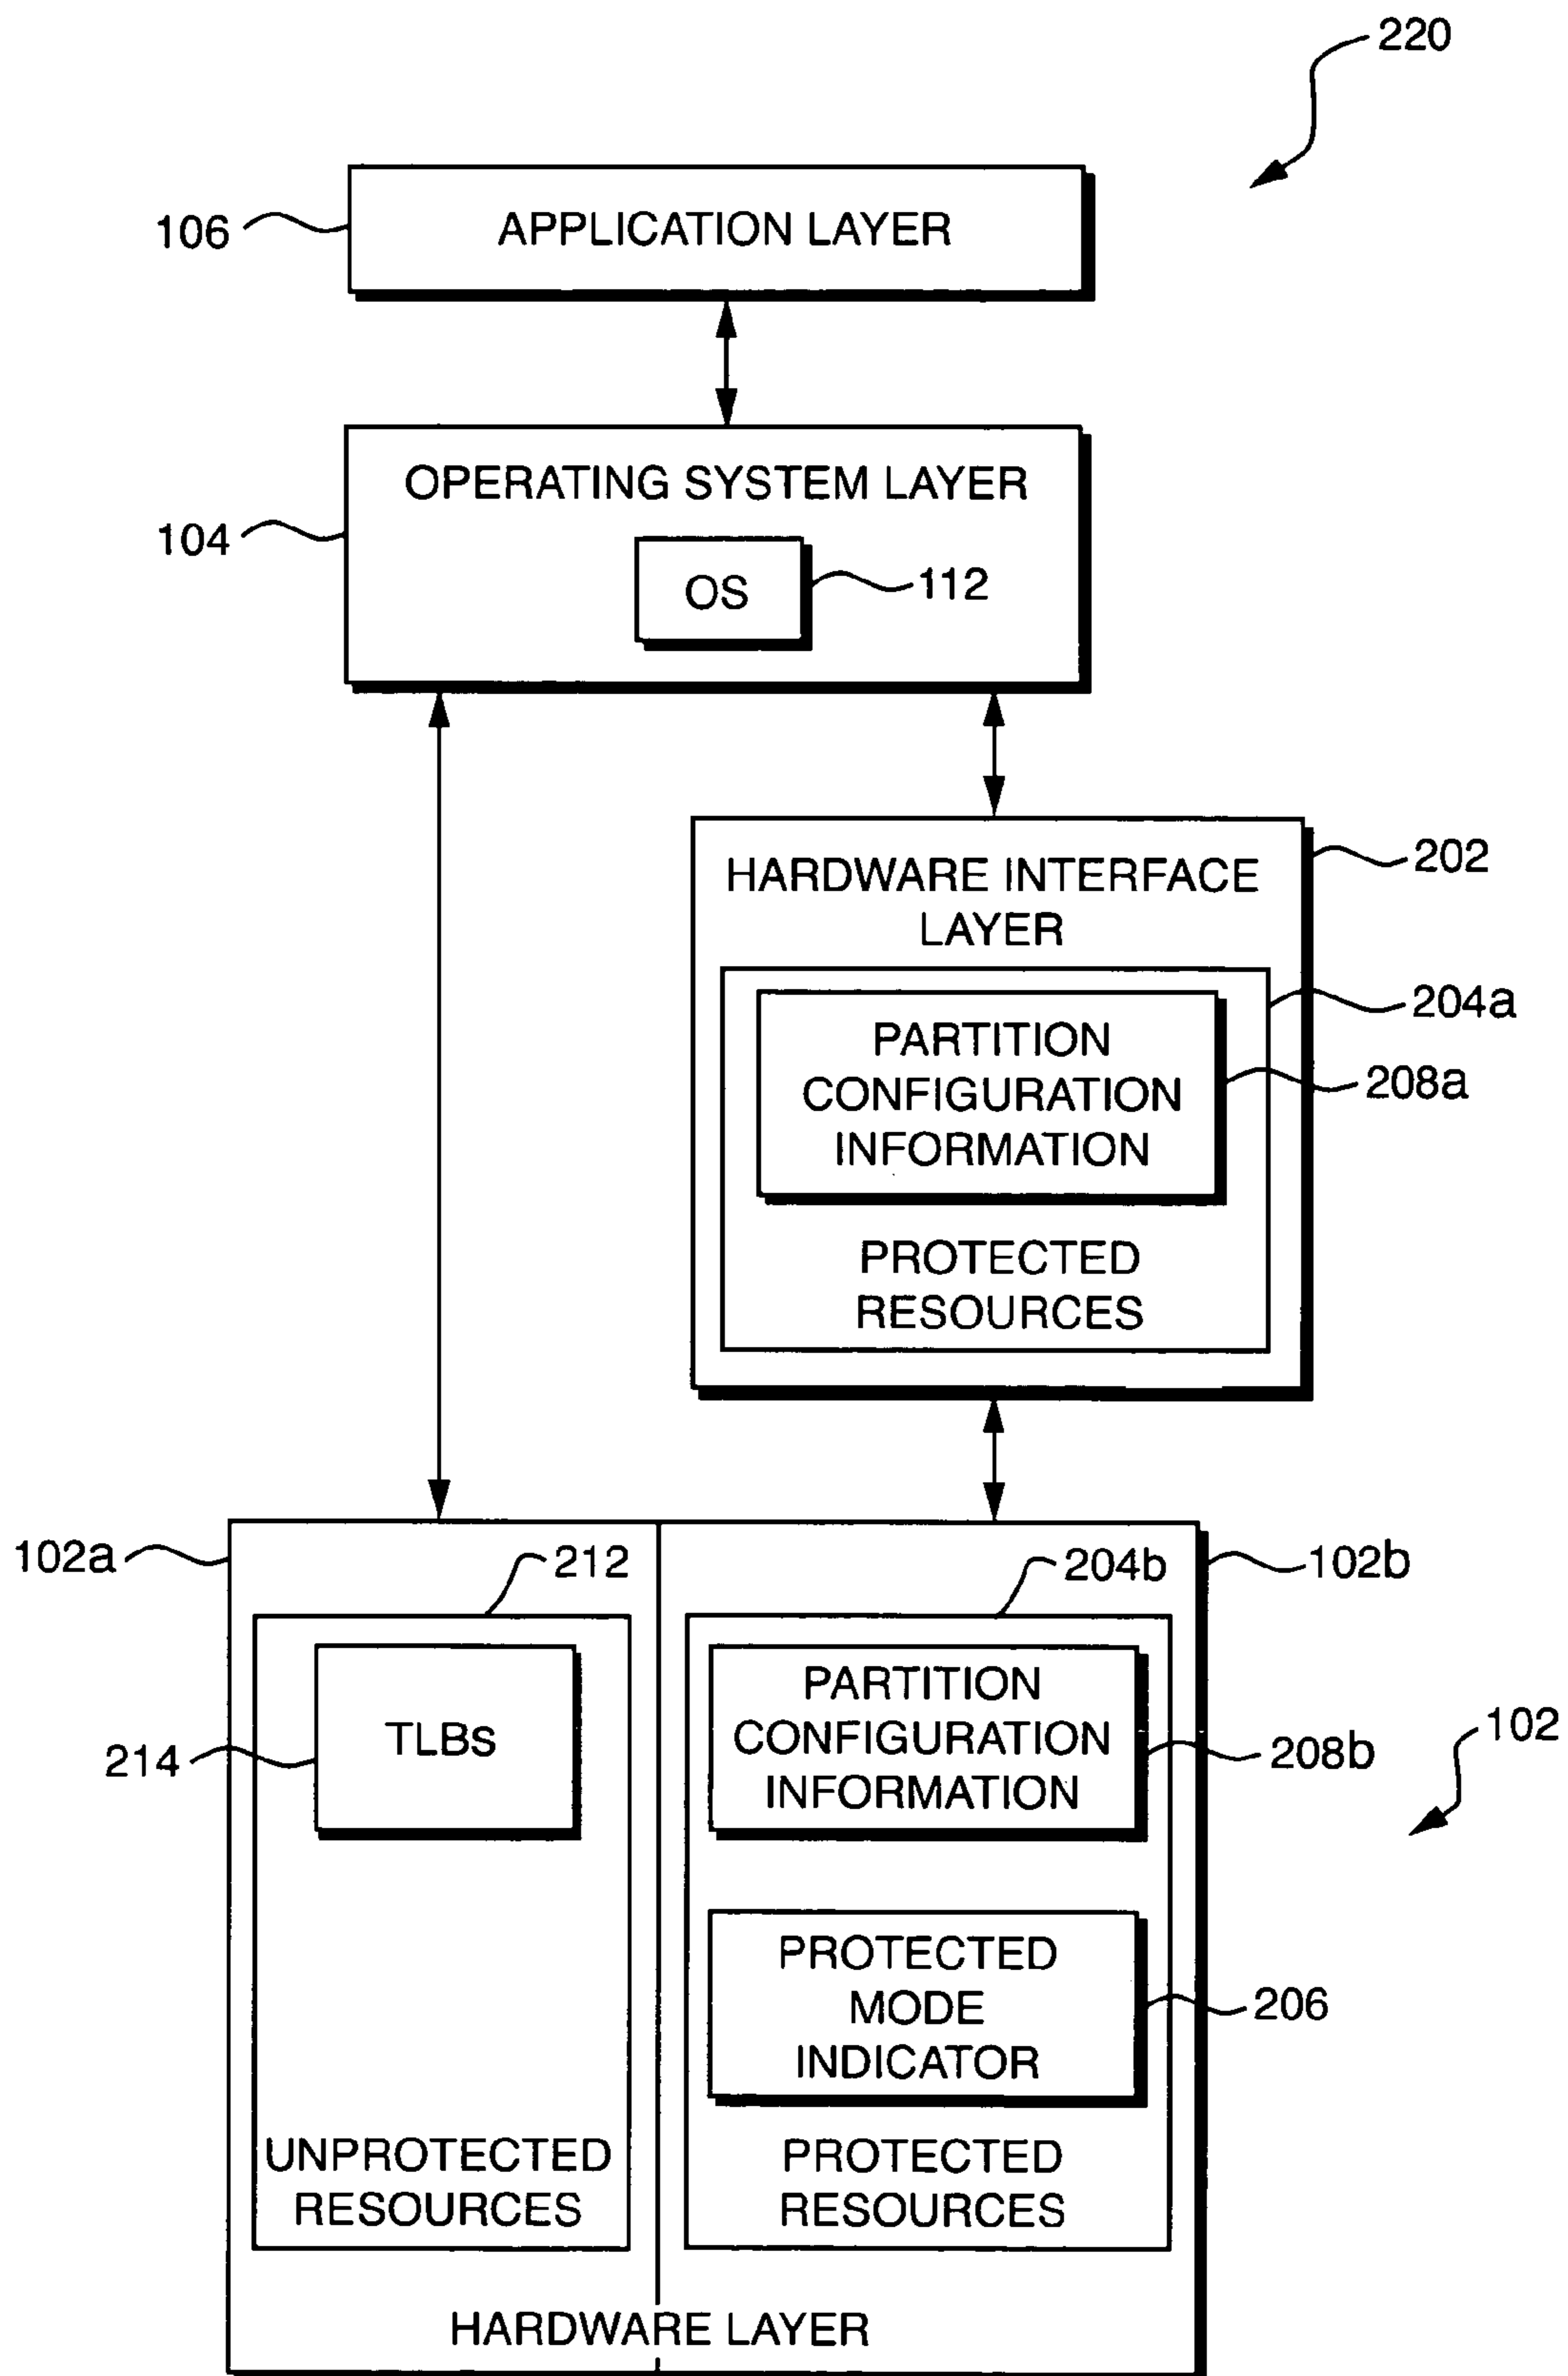 220
APPLICATION LAYER
106
OPERATING SYSTEM LAYER
104
OS
112
HARDWARE INTERFACE
LAYER
202
204a
PARTITION
CONFIGURATION
INFORMATION
208a
PROTECTED
RESOURCES
102a
212
204b
102b
TLBs
214
PARTITION
CONFIGURATION
INFORMATION
208b
102
PROTECTED
MODE
INDICATOR
206
UNPROTECTED
RESOURCES
PROTECTED
RESOURCES
HARDWARE LAYER